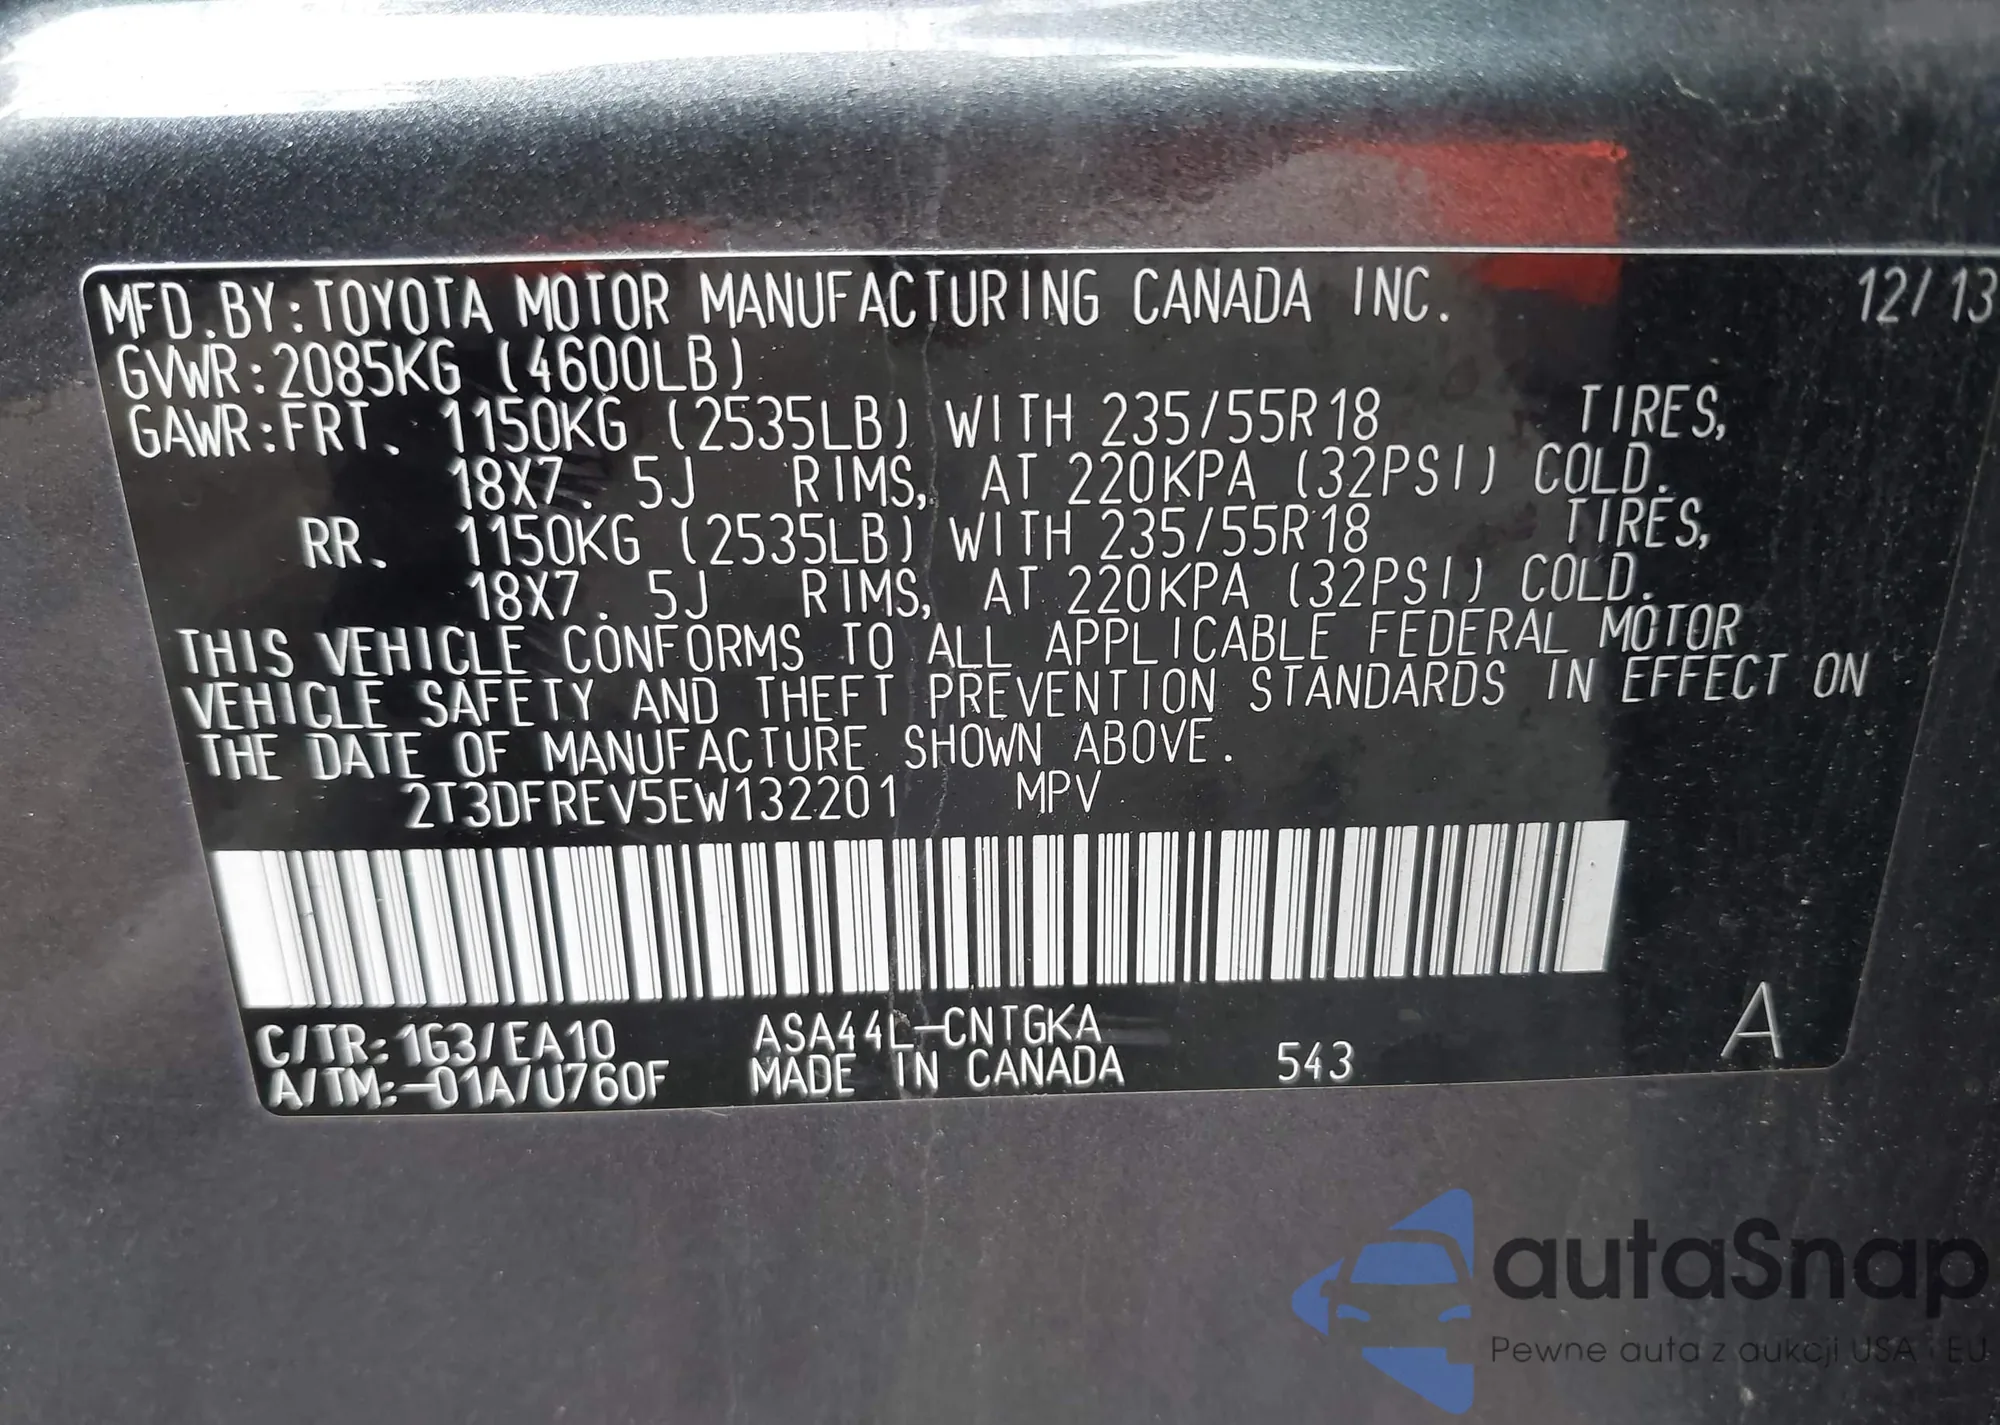 MFD.BY:TOYOTA MOTOR MANUFACTURING CANADA INC. 12/13
GVWR:2085KG (4600LB)
GAWR:FRT. 1150KG (2535LB) WITH 235/55R18 TIRES,
18X7.5J RIMS, AT 220KPA (32PSI) COLD.
RR. 1150KG (2535LB) WITH 235/55R18 TIRES,
18X7.5J RIMS, AT 220KPA (32PSI) COLD.
THIS VEHICLE CONFORMS TO ALL APPLICABLE FEDERAL MOTOR
VEHICLE SAFETY AND THEFT PREVENTION STANDARDS IN EFFECT ON
THE DATE OF MANUFACTURE SHOWN ABOVE.
2T3DFREV5EW132201 MPV
C/TR:1G3/EA10 ASA44L-CNTGKA
A/TM:-01A/U760F MADE IN CANADA 543 A
autaSnap
Pewne auta z aukcji USA i EU